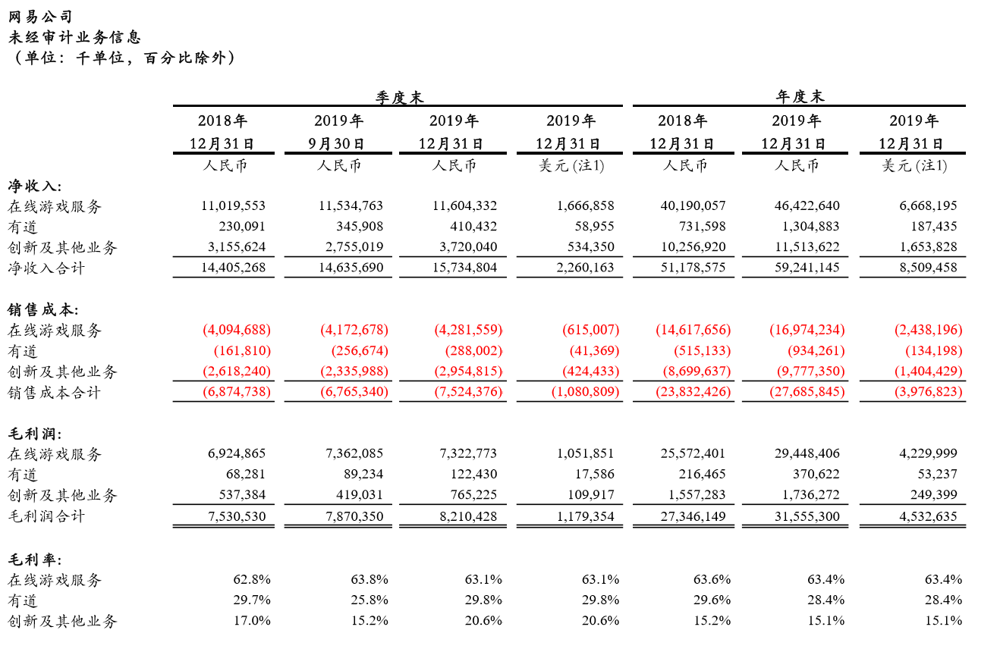 网易公司
未经审计业务信息
（单位：千单位，百分比除外）
季度末 年度末
2018年 2019年 2019年 2019年 2018年 2019年 2019年
12月31日 9月30日 12月31日 12月31日 12月31日 12月31日 12月31日
人民币 人民币 人民币 美元 (注1) 人民币 人民币 美元 (注1)
净收入:
在线游戏服务 11,019,553 11,534,763 11,604,332 1,666,858 40,190,057 46,422,640 6,668,195
有道 230,091 345,908 410,432 58,955 731,598 1,304,883 187,435
创新及其他业务 3,155,624 2,755,019 3,720,040 534,350 10,256,920 11,513,622 1,653,828
净收入合计 14,405,268 14,635,690 15,734,804 2,260,163 51,178,575 59,241,145 8,509,458
销售成本:
在线游戏服务 (4,094,688) (4,172,678) (4,281,559) (615,007) (14,617,656) (16,974,234) (2,438,196)
有道 (161,810) (256,674) (288,002) (41,369) (515,133) (934,261) (134,198)
创新及其他业务 (2,618,240) (2,335,988) (2,954,815) (424,433) (8,699,637) (9,777,350) (1,404,429)
销售成本合计 (6,874,738) (6,765,340) (7,524,376) (1,080,809) (23,832,426) (27,685,845) (3,976,823)
毛利润:
在线游戏服务 6,924,865 7,362,085 7,322,773 1,051,851 25,572,401 29,448,406 4,229,999
有道 68,281 89,234 122,430 17,586 216,465 370,622 53,237
创新及其他业务 537,384 419,031 765,225 109,917 1,557,283 1,736,272 249,399
毛利润合计 7,530,530 7,870,350 8,210,428 1,179,354 27,346,149 31,555,300 4,532,635
毛利率:
在线游戏服务 62.8% 63.8% 63.1% 63.1% 63.6% 63.4% 63.4%
有道 29.7% 25.8% 29.8% 29.8% 29.6% 28.4% 28.4%
创新及其他业务 17.0% 15.2% 20.6% 20.6% 15.2% 15.1% 15.1%